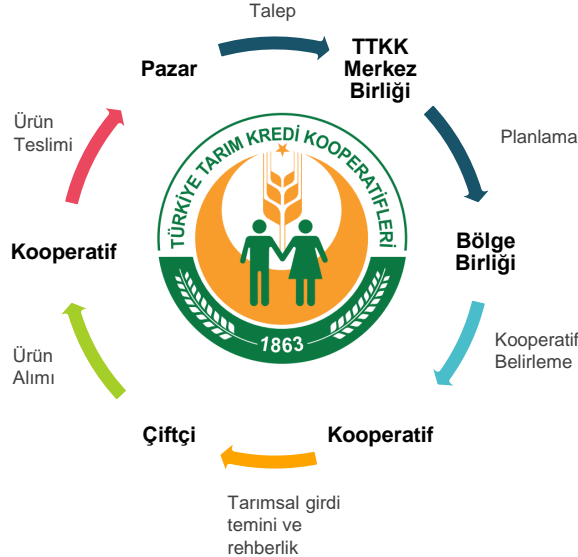 Talep
Pazar
TTKK
Merkez
Birliği
Planlama
Bölge
Birliği
Kooperatif
Belirleme
Kooperatif
Tarımsal girdi
temini ve
rehberlik
Çiftçi
Ürün
Alımı
Kooperatif
Ürün
Teslimi
TÜRKİYE TARIM KREDİ KOOPERATİFLERİ
1863